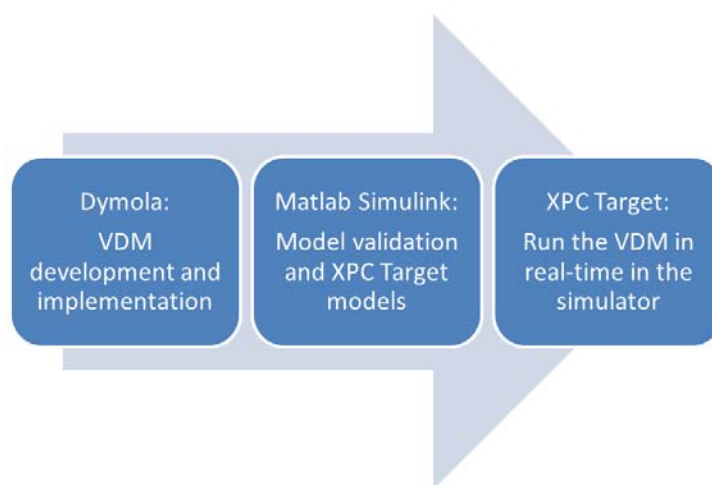 Dymola:
VDM
development and
implementation
Matlab Simulink:
Model validation
and XPC Target
models
XPC Target:
Run the VDM in
real-time in the
simulator